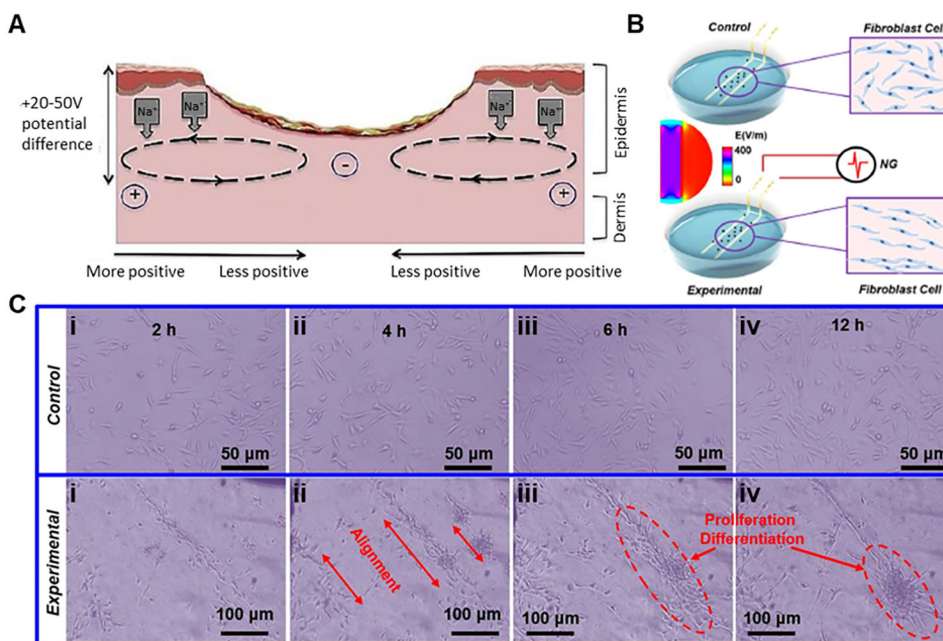 A
+20-50V
potential
difference
Na+
Na+
Na+
Na+
+
-
+
Epidermis
Dermis
More positive
Less positive
Less positive
More positive
B
Control
Fibroblast Cell
E(V/m)
400
0
NG
Experimental
Fibroblast Cell
C
Control
i
2 h
50 µm
ii
4 h
50 µm
iii
6 h
50 µm
iv
12 h
50 µm
Experimental
i
100 µm
ii
Alignment
100 µm
iii
Proliferation
Differentiation
100 µm
iv
100 µm